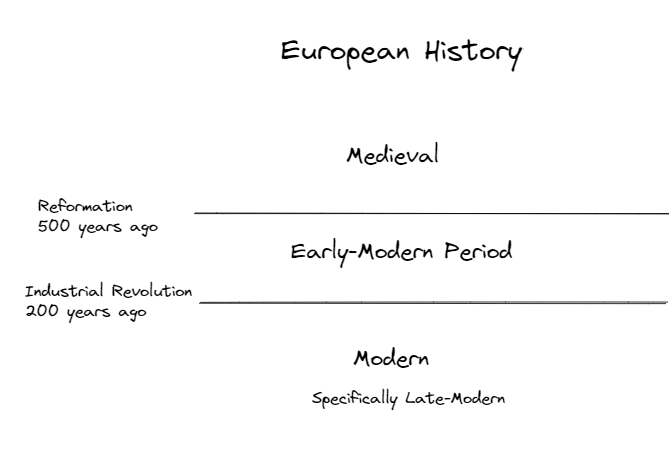 European History
Medieval
Reformation
500 years ago
Early-Modern Period
Industrial Revolution
200 years ago
Modern
Specifically Late-Modern